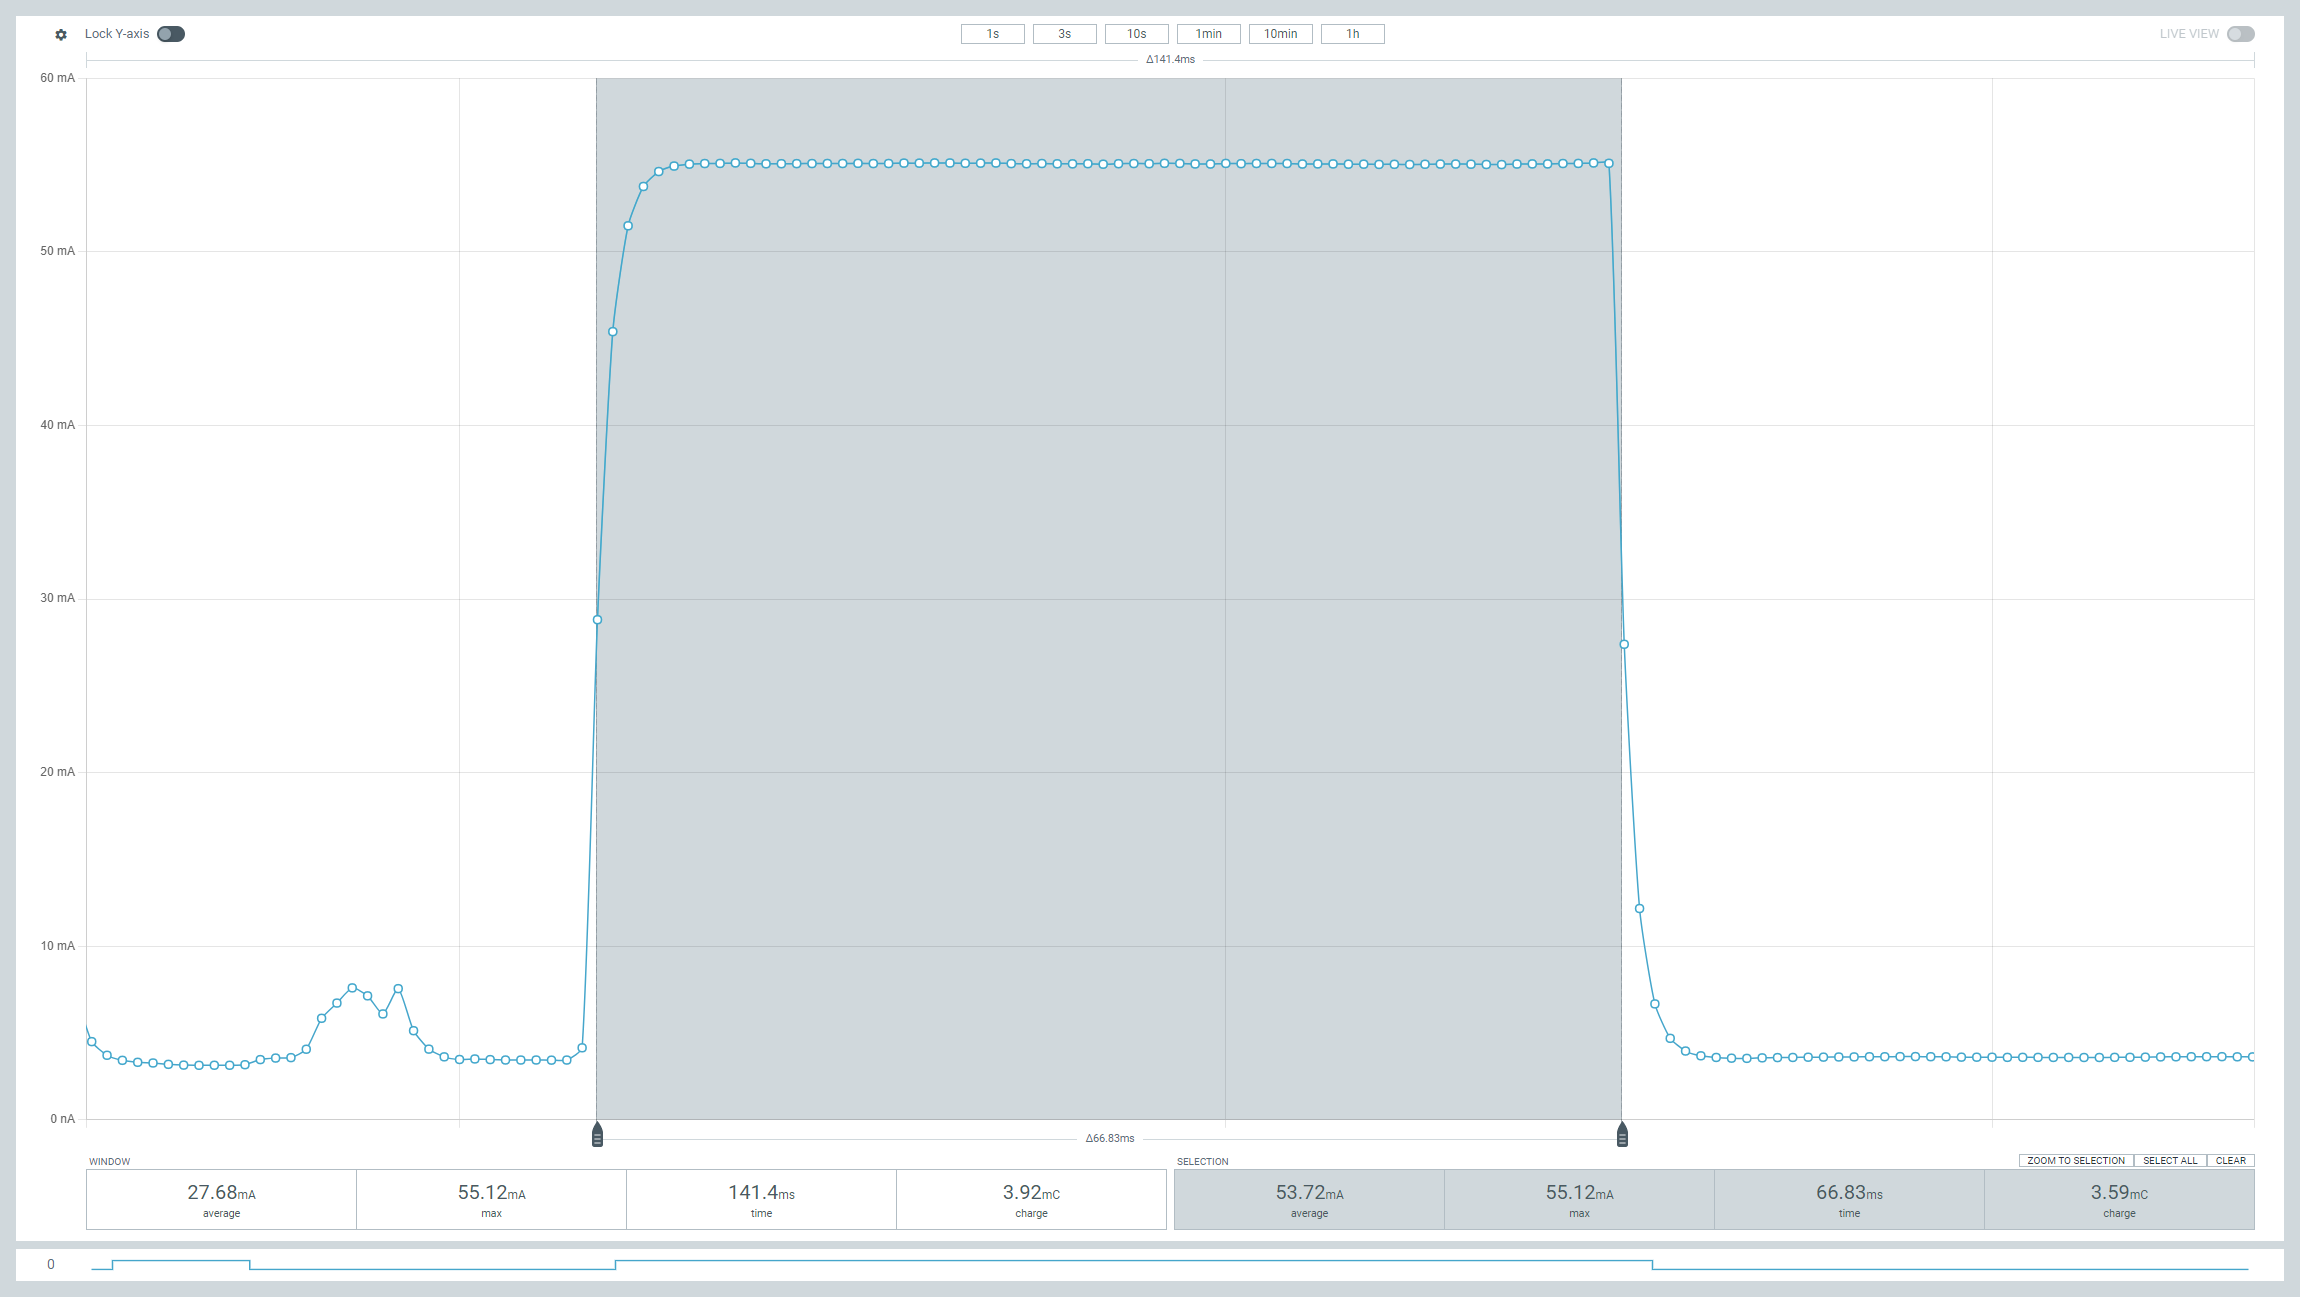 Lock Y-axis
1s 3s 10s 1min 10min 1h
LIVE VIEW
Δ141.4ms
60 mA
50 mA
40 mA
30 mA
20 mA
10 mA
0 nA
Δ66.83ms
WINDOW
27.68mA
average
55.12mA
max
141.4ms
time
3.92mC
charge
SELECTION
ZOOM TO SELECTION SELECT ALL CLEAR
53.72mA
average
55.12mA
max
66.83ms
time
3.59mC
charge
0